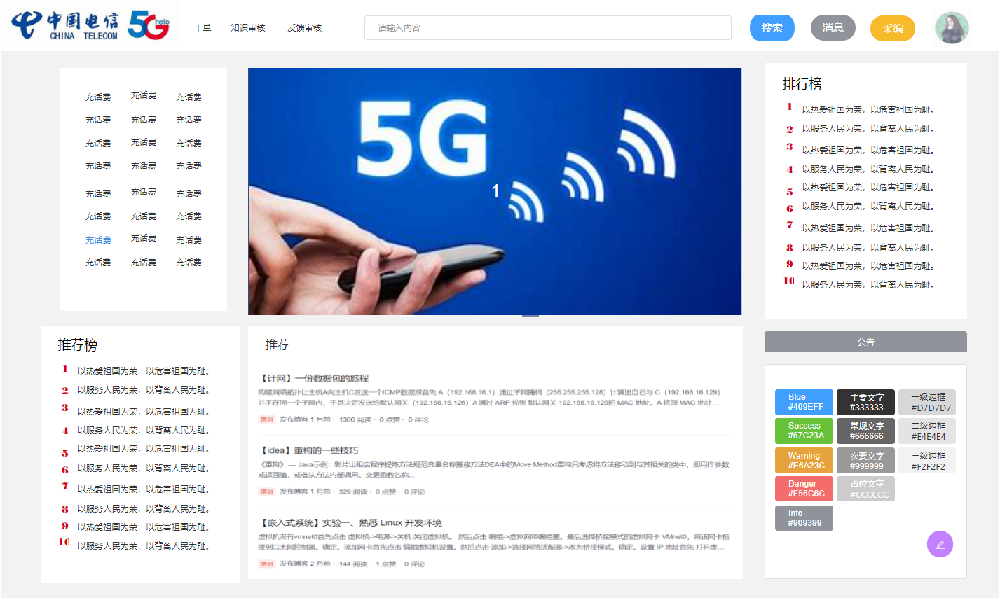 中国电信 5G hello
CHINA TELECOM
工单 知识审核 反馈审核
请输入内容
搜索 消息 采编
充话费 充话费 充话费
充话费 充话费 充话费
充话费 充话费 充话费
充话费 充话费 充话费
充话费 充话费 充话费
充话费 充话费 充话费
充话费 充话费 充话费
充话费 充话费 充话费
5G
1
排行榜
1 以热爱祖国为荣，以危害祖国为耻。
2 以服务人民为荣，以背离人民为耻。
3 以热爱祖国为荣，以危害祖国为耻。
4 以服务人民为荣，以背离人民为耻。
5 以热爱祖国为荣，以危害祖国为耻。
6 以服务人民为荣，以背离人民为耻。
7 以热爱祖国为荣，以危害祖国为耻。
8 以服务人民为荣，以背离人民为耻。
9 以热爱祖国为荣，以危害祖国为耻。
10 以服务人民为荣，以背离人民为耻。
推荐榜
1 以热爱祖国为荣，以危害祖国为耻。
2 以服务人民为荣，以背离人民为耻。
3 以热爱祖国为荣，以危害祖国为耻。
4 以服务人民为荣，以背离人民为耻。
5 以热爱祖国为荣，以危害祖国为耻。
6 以服务人民为荣，以背离人民为耻。
7 以热爱祖国为荣，以危害祖国为耻。
8 以服务人民为荣，以背离人民为耻。
9 以热爱祖国为荣，以危害祖国为耻。
10 以服务人民为荣，以背离人民为耻。
推荐
【计网】一份数据包的旅程
构建网络拓扑让主机A向主机C发送一个ICMP数据报首先 A（192.168.16.1）通过子网掩码（255.255.255.128）计算出自己与 C（192.168.16.129）
并不在同一个子网内，于是决定发送给默认网关（192.168.16.126）A 通过 ARP 找到 默认网关 192.168.16.126的 MAC 地址。A 将源 MAC 地址...
原创 发布博客 1 月前 · 1306 阅读 · 0 点赞 · 0 评论
【idea】重构的一些技巧
《重构》 — Java示例：影片出租店程序提炼方法规范变量名称搬移方法DEA中的Move Method重构只考虑将方法移动到与其相关的类中，即用作参数
或返回值，或者从方法内部调用。变更函数名称...
原创 发布博客 1 月前 · 329 阅读 · 0 点赞 · 0 评论
【嵌入式系统】实验一、熟悉 Linux 开发环境
虚拟机没有vmnet0首先点击 虚拟机->电源->关机 关闭虚拟机。 然后点击 编辑->虚拟网络编辑器。最后选择桥接模式的虚拟网卡 VMnet0，将该网卡桥
接到以太网控制器。确定。添加网卡首先点击 编辑虚拟机设置。然后点击 添加->选择网络适配器->改为桥接模式。确定。设置 IP 地址首先 打开虚...
原创 发布博客 2 月前 · 144 阅读 · 1 点赞 · 0 评论
公告
Blue 主要文字 一级边框
#409EFF #333333 #D7D7D7
Success 常规文字 二级边框
#67C23A #666666 #E4E4E4
Warning 次要文字 三级边框
#E6A23C #999999 #F2F2F2
Danger 占位文字
#F56C6C #CCCCCC
Info
#909399